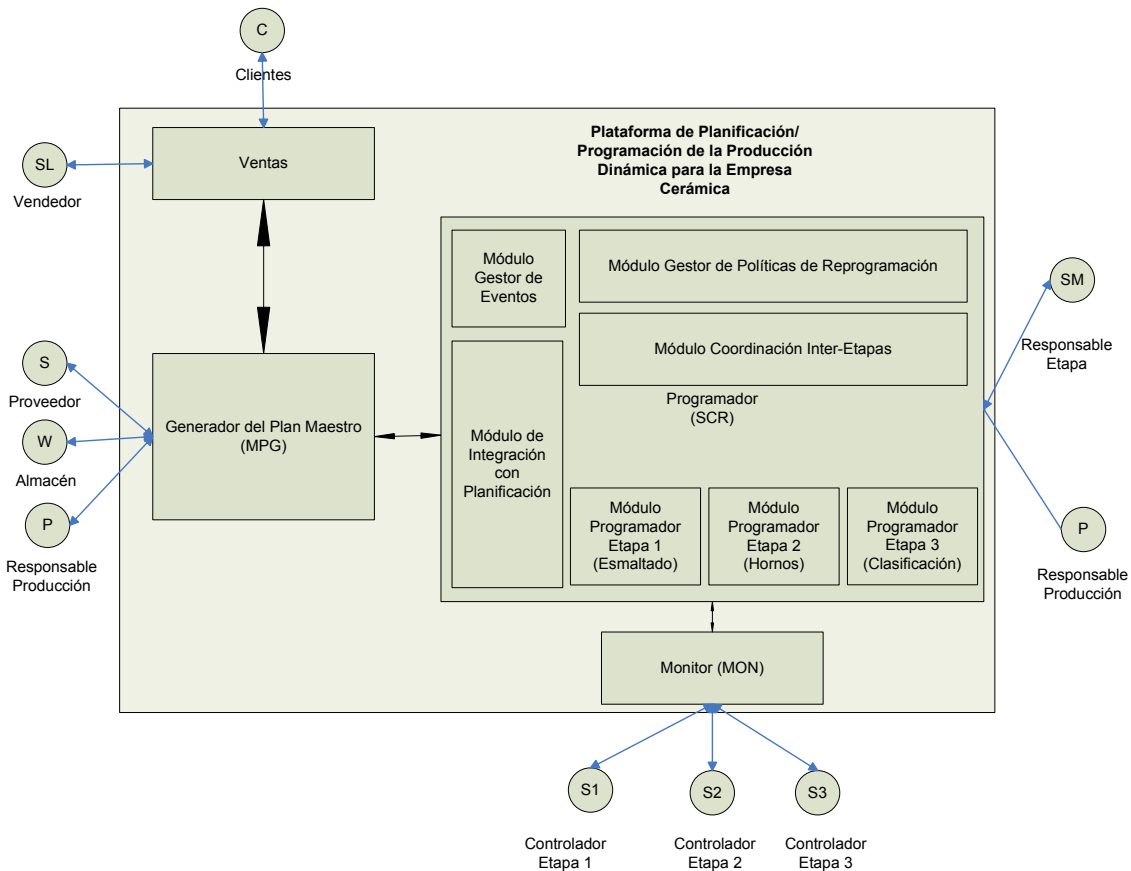 C
Clientes
Plataforma de Planificación/
Programación de la Producción
Dinámica para la Empresa
Cerámica
Ventas
SL
Vendedor
Módulo
Gestor de
Eventos
Módulo Gestor de Políticas de Reprogramación
SM
Responsable
Etapa
Módulo Coordinación Inter-Etapas
Programador
(SCR)
S
Proveedor
W
Almacén
P
Responsable
Producción
Generador del Plan Maestro
(MPG)
Módulo de
Integración
con
Planificación
Módulo
Programador
Etapa 1
(Esmaltado)
Módulo
Programador
Etapa 2
(Hornos)
Módulo
Programador
Etapa 3
(Clasificación)
P
Responsable
Producción
Monitor (MON)
S1
Controlador
Etapa 1
S2
Controlador
Etapa 2
S3
Controlador
Etapa 3